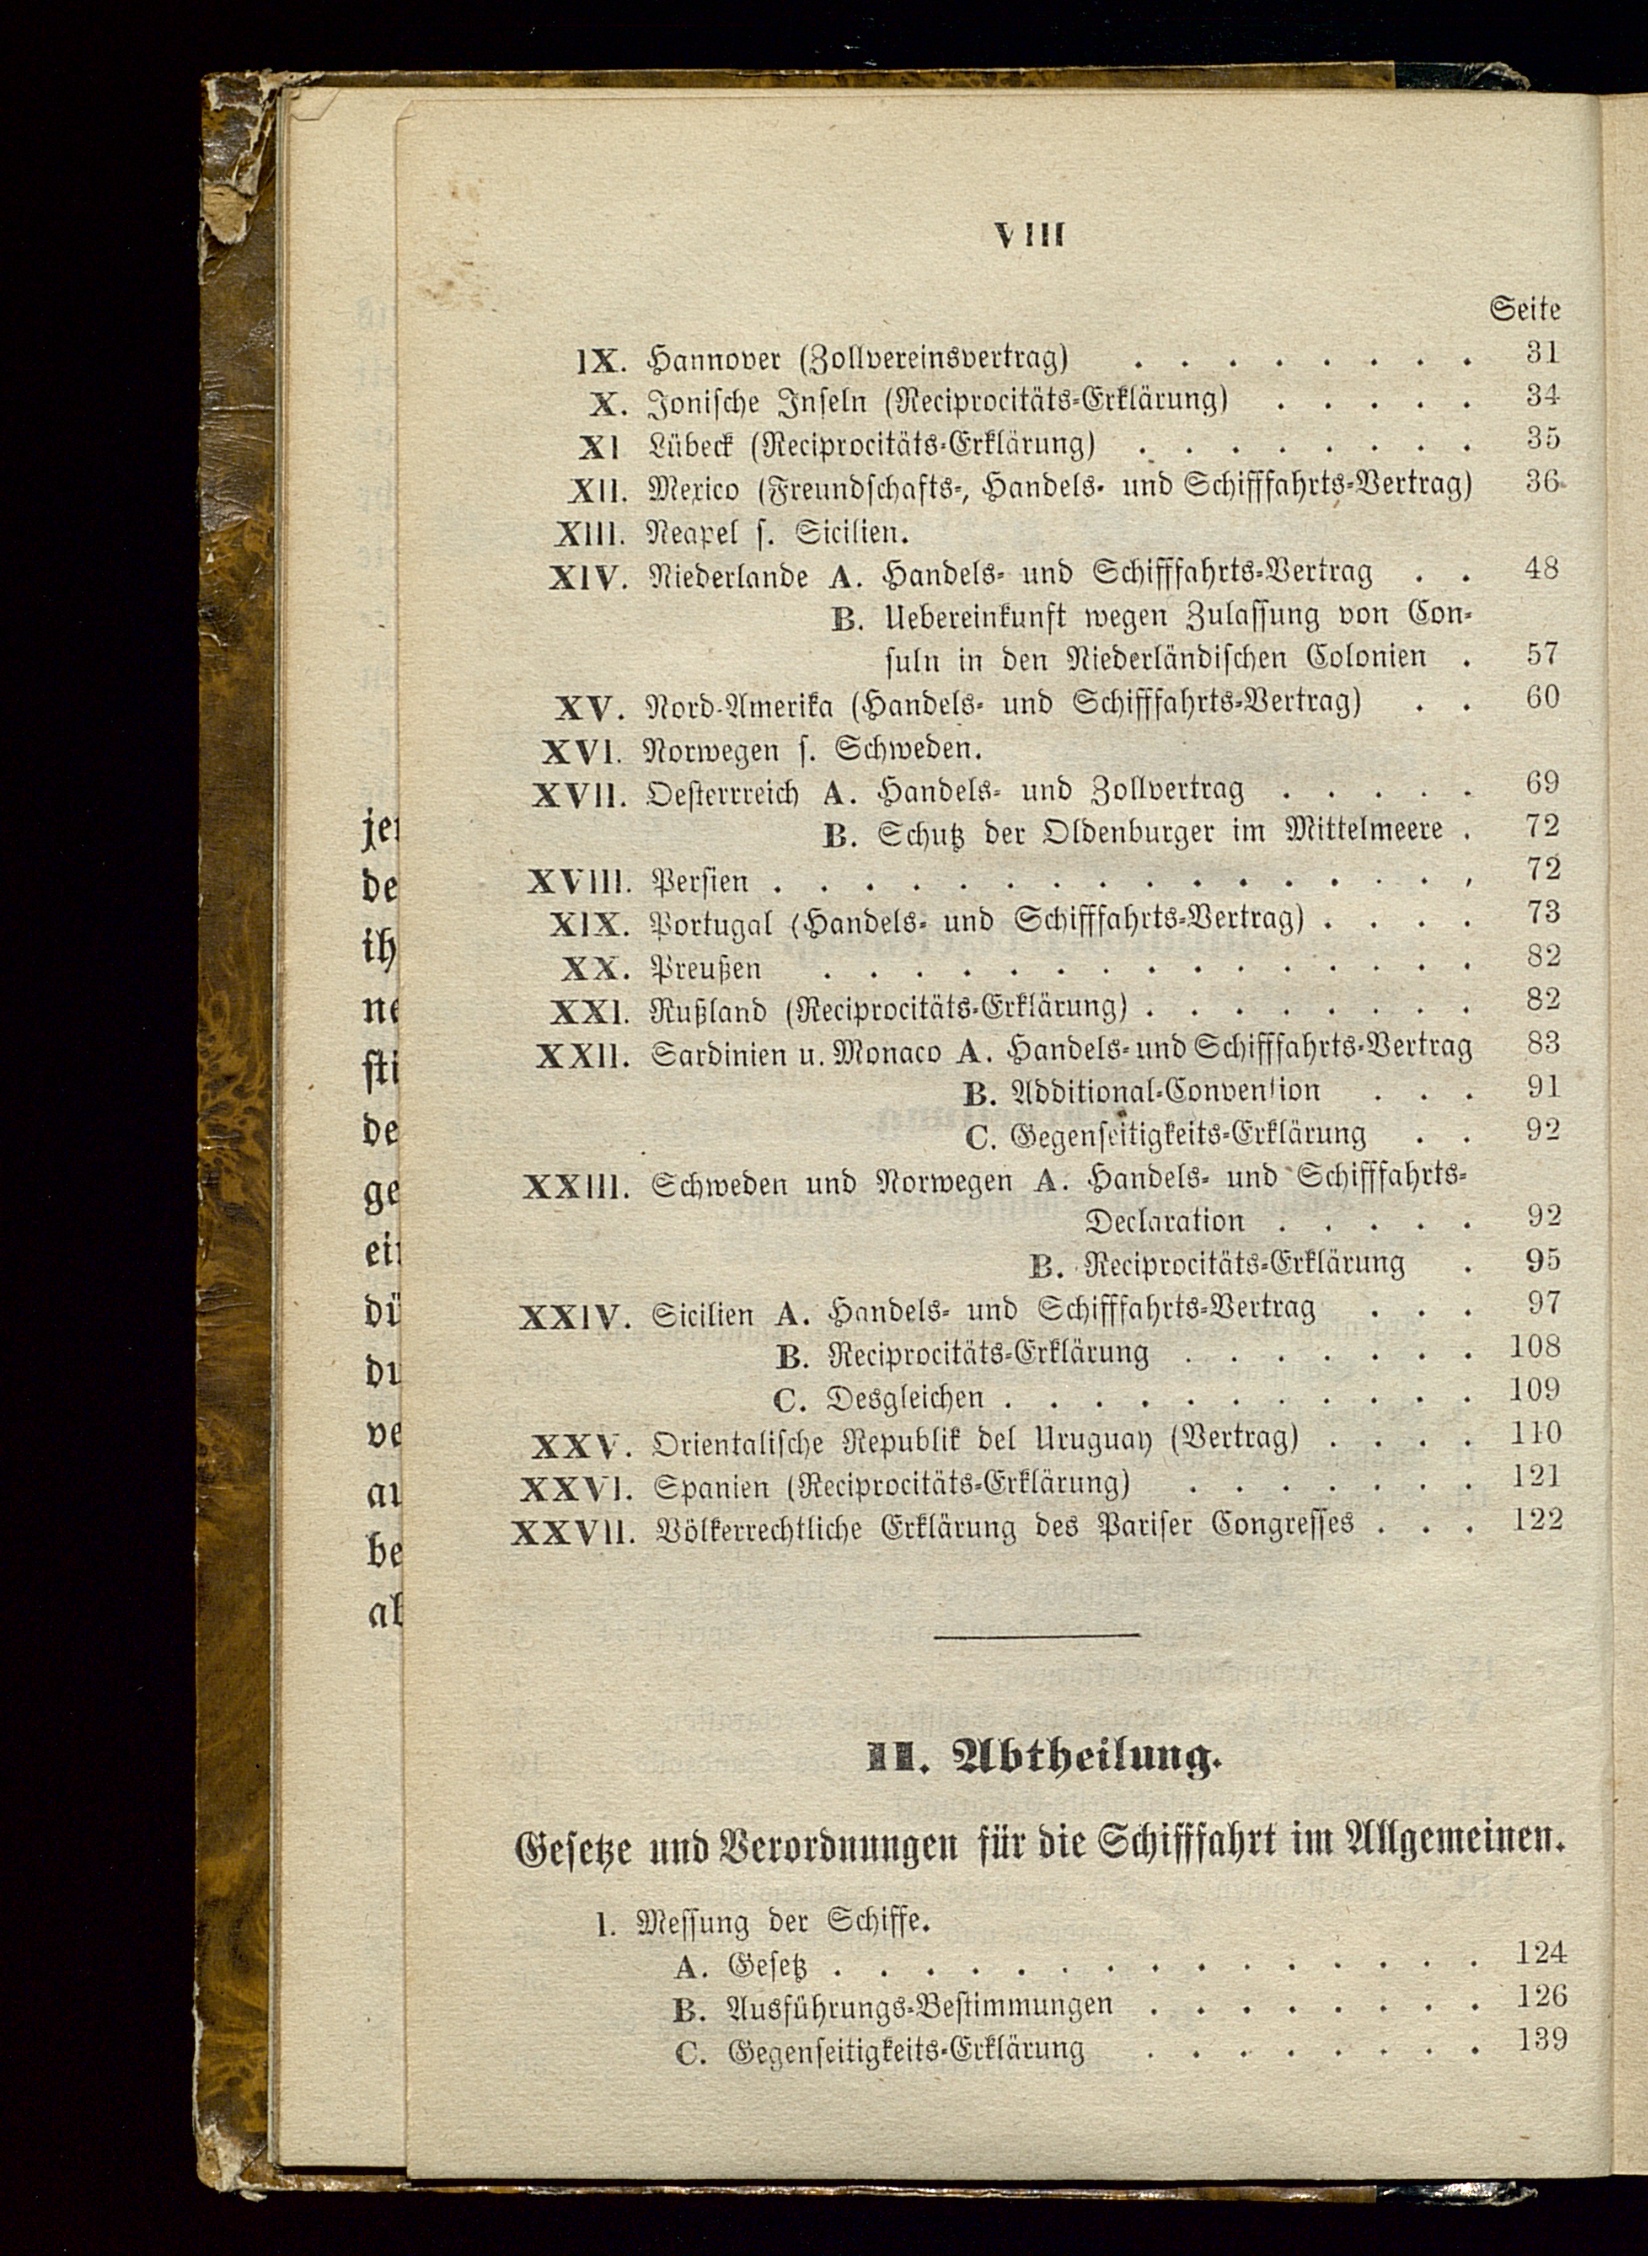 VIII
Seite
IX. Hannover (Zollvereinsvertrag) . . . . . . . . 31
X. Jonische Inseln (Reciprocitäts-Erklärung) . . . . . 34
XI Lübeck (Reciprocitäts-Erklärung) . . . . . . . . 35
XII. Mexico (Freundschafts-, Handels- und Schifffahrts-Vertrag) 36
XIII. Neapel s. Sicilien.
XIV. Niederlande A. Handels- und Schifffahrts-Vertrag . . 48
B. Uebereinkunft wegen Zulassung von Con-
suln in den Niederländischen Colonien . 57
XV. Nord-Amerika (Handels- und Schifffahrts-Vertrag) . . 60
XVI. Norwegen s. Schweden.
XVII. Oesterrreich A. Handels- und Zollvertrag . . . . . 69
B. Schutz der Oldenburger im Mittelmeere . 72
XVIII. Persien . . . . . . . . . . . . . . . . 72
XIX. Portugal (Handels- und Schifffahrts-Vertrag) . . . . 73
XX. Preußen . . . . . . . . . . . . . . . 82
XXI. Rußland (Reciprocitäts-Erklärung) . . . . . . . . 82
XXII. Sardinien u. Monaco A. Handels- und Schifffahrts-Vertrag 83
B. Additional-Convention . . . 91
C. Gegenseitigkeits-Erklärung . . 92
XXIII. Schweden und Norwegen A. Handels- und Schifffahrts-
Declaration . . . . . 92
B. Reciprocitäts-Erklärung . 95
XXIV. Sicilien A. Handels- und Schifffahrts-Vertrag . . . 97
B. Reciprocitäts-Erklärung . . . . . . . 108
C. Desgleichen . . . . . . . . . . . 109
XXV. Orientalische Republik del Uruguay (Vertrag) . . . . 110
XXVI. Spanien (Reciprocitäts-Erklärung) . . . . . . . 121
XXVII. Völkerrechtliche Erklärung des Pariser Congresses . . . 122
II. Abtheilung.
Gesetze und Verordnungen für die Schifffahrt im Allgemeinen.
I. Messung der Schiffe.
A. Gesetz . . . . . . . . . . . . . . . 124
B. Ausführungs-Bestimmungen . . . . . . . . 126
C. Gegenseitigkeits-Erklärung . . . . . . . . 139